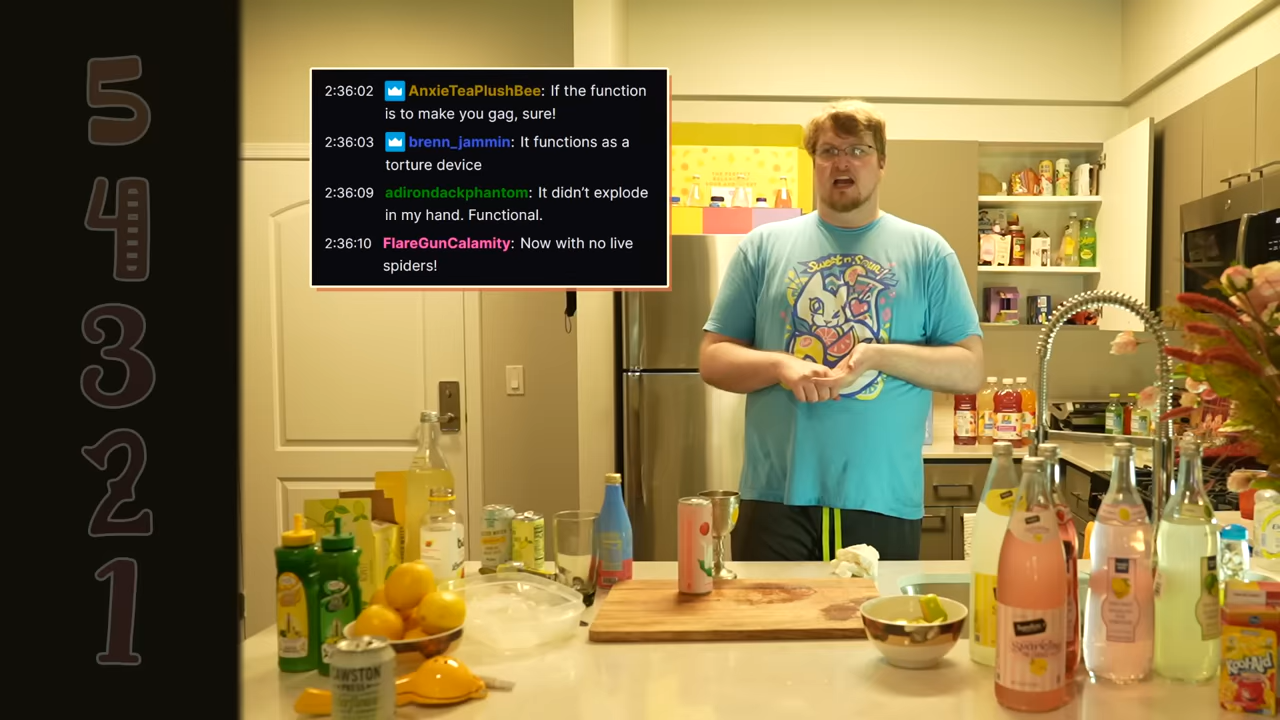 5
4
3
2
1
2:36:02 AnxieTeaPlushBee: If the function
is to make you gag, sure!
2:36:03 brenn_jammin: It functions as a
torture device
2:36:09 adirondackphantom: It didn't explode
in my hand. Functional.
2:36:10 FlareGunCalamity: Now with no live
spiders!
Sweet n' Sour!
Sparkling
Kool-Aid